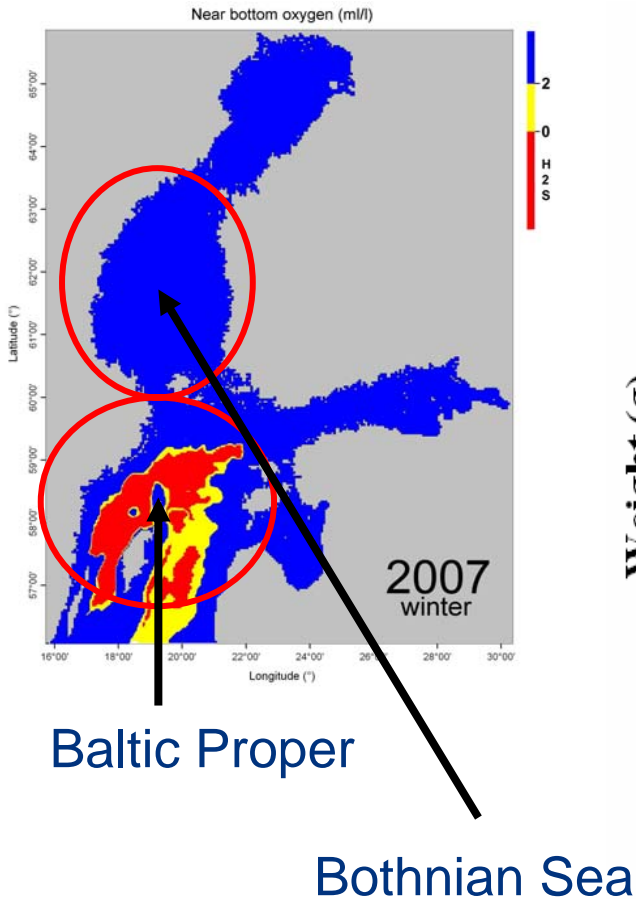 Near bottom oxygen (ml/l)
2
0
H
2
S
65°00'
64°00'
63°00'
62°00'
61°00'
60°00'
59°00'
58°00'
57°00'
Latitude (°)
Weight (g)
2007
winter
16°00' 18°00' 20°00' 22°00' 24°00' 26°00' 28°00' 30°00'
Longitude (°)
Baltic Proper
Bothnian Sea